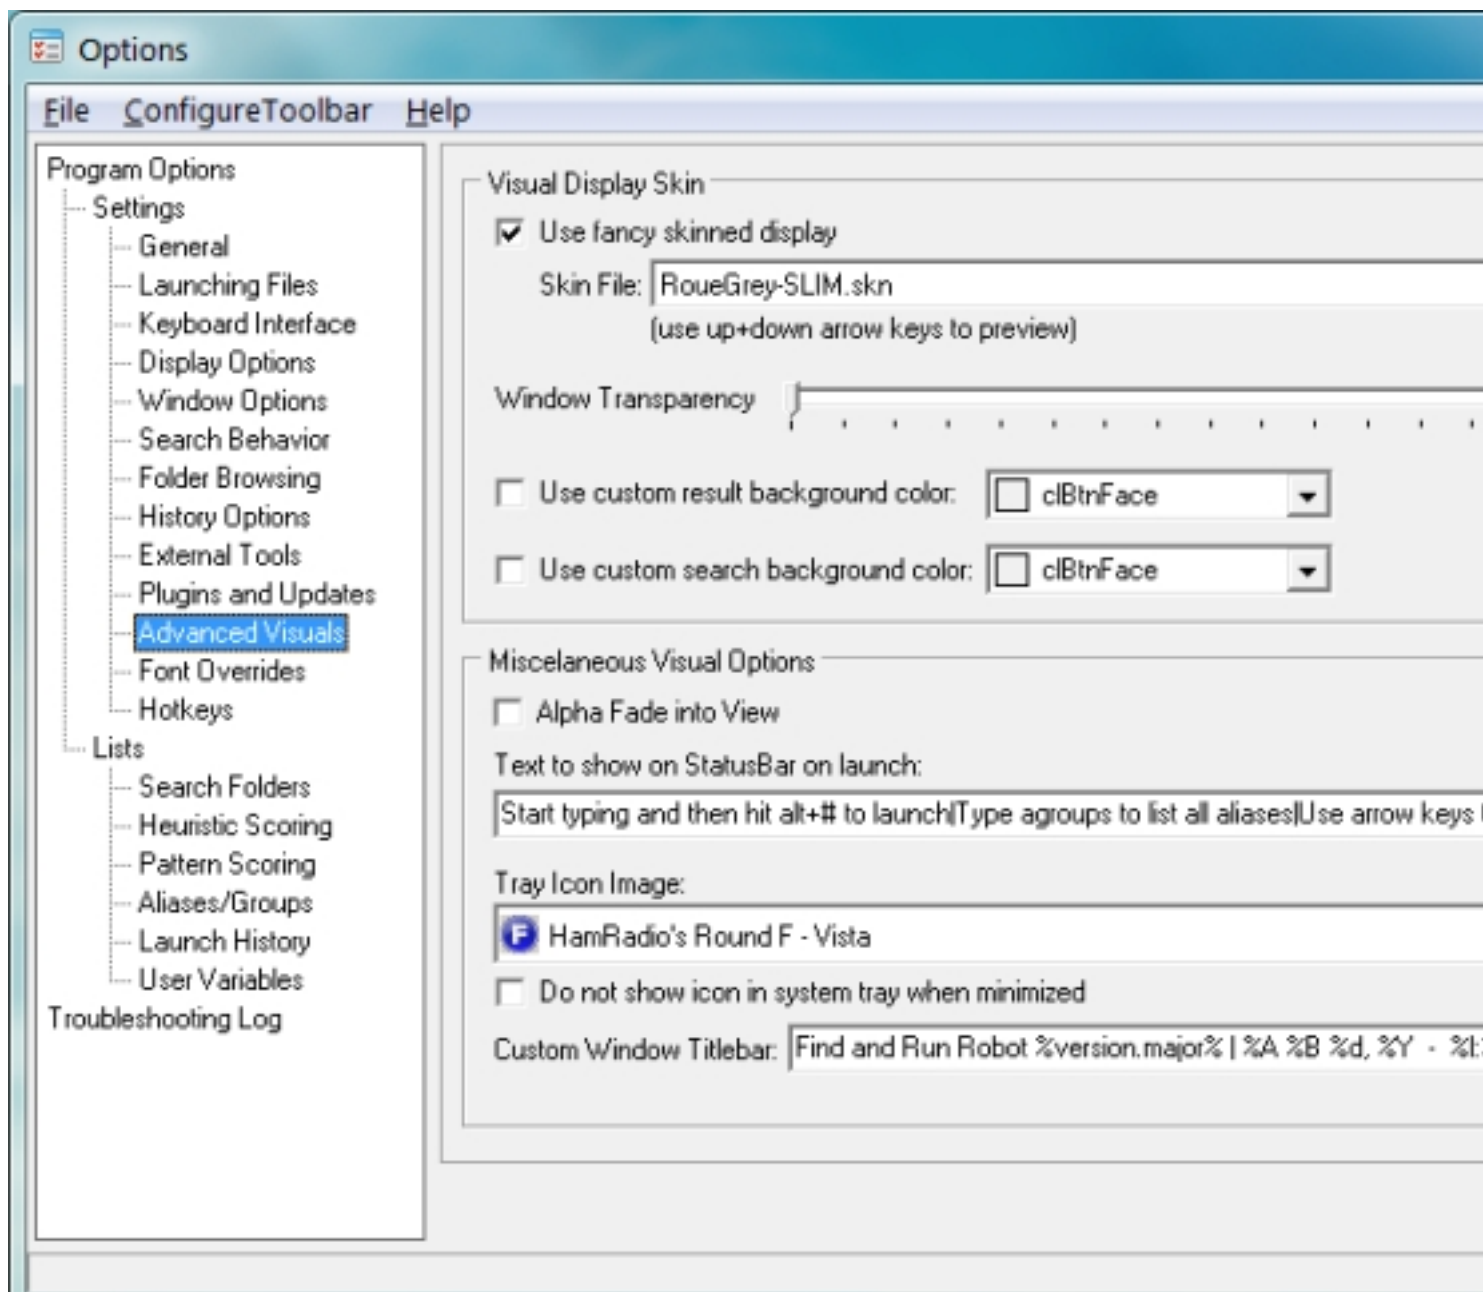 Options
File ConfigureToolbar Help
Program Options
Settings
General
Launching Files
Keyboard Interface
Display Options
Window Options
Search Behavior
Folder Browsing
History Options
External Tools
Plugins and Updates
Advanced Visuals
Font Overrides
Hotkeys
Lists
Search Folders
Heuristic Scoring
Pattern Scoring
Aliases/Groups
Launch History
User Variables
Troubleshooting Log
Visual Display Skin
Use fancy skinned display
Skin File: RoueGrey-SLIM.skn
(use up+down arrow keys to preview)
Window Transparency
Use custom result background color: clBtnFace
Use custom search background color: clBtnFace
Miscelaneous Visual Options
Alpha Fade into View
Text to show on StatusBar on launch:
Start typing and then hit alt+# to launch|Type agroups to list all aliases|Use arrow keys
Tray Icon Image:
F HamRadio's Round F - Vista
Do not show icon in system tray when minimized
Custom Window Titlebar: Find and Run Robot %version.major% | %A %B %d, %Y -